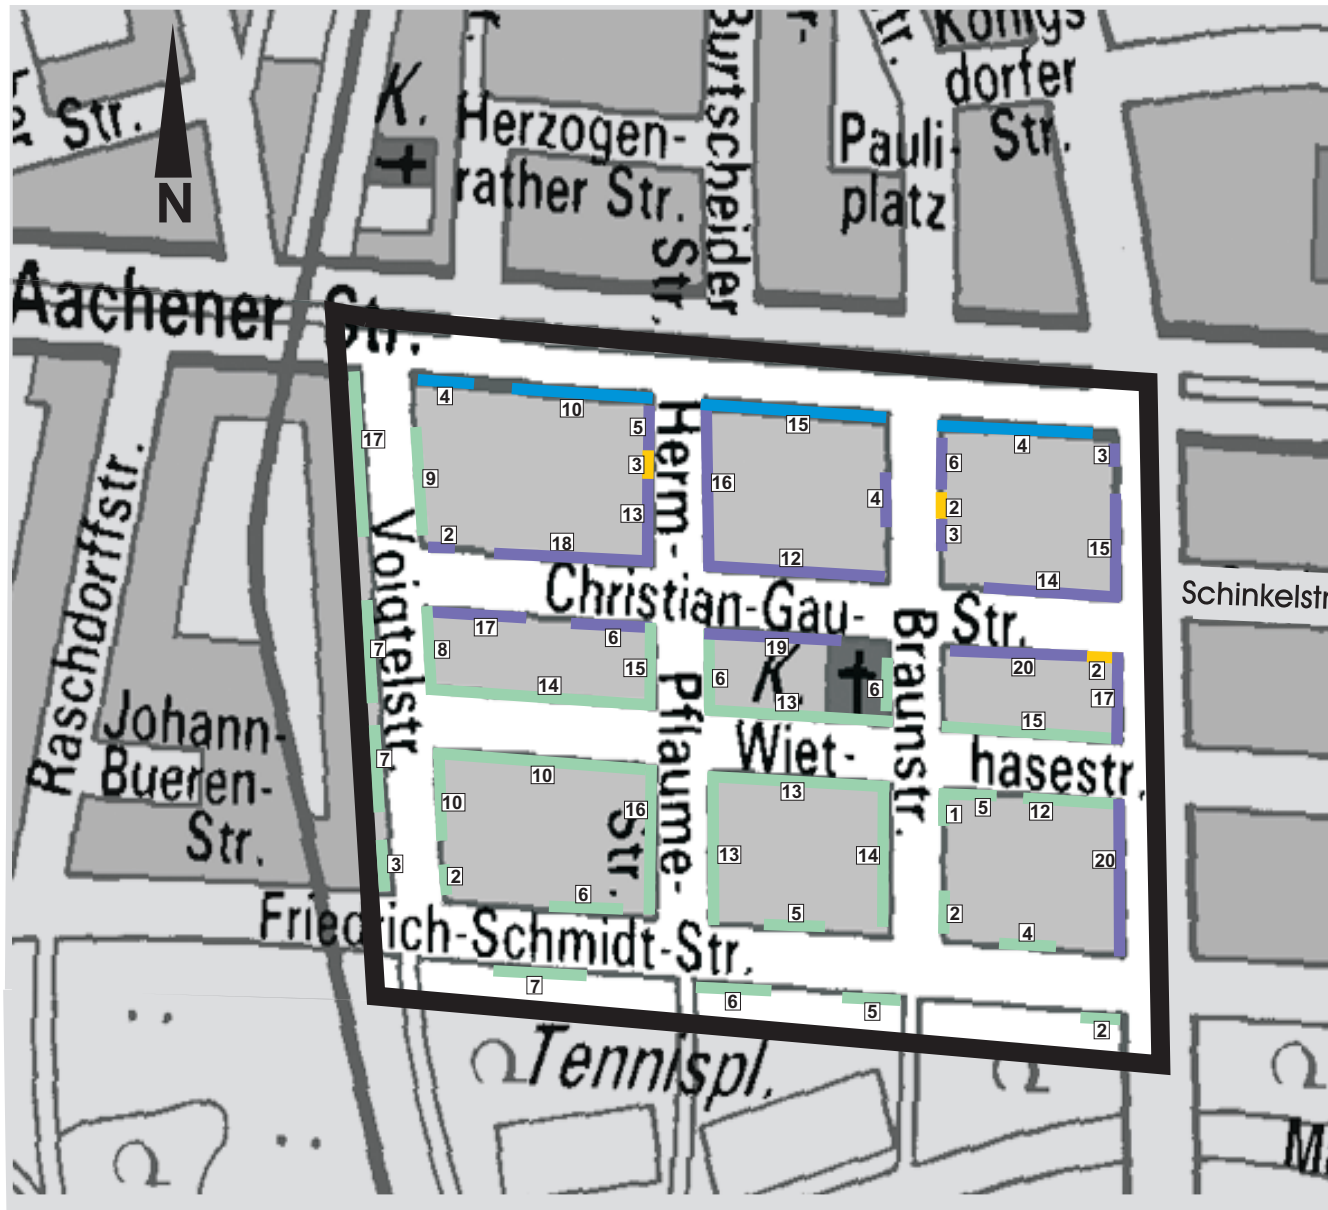 Königs
dorfer
Str.
Str.
K.
Herzogen-
rather Str.
Burtscheider
Str.
Pauli-
platz
N
Aachener Str.
17
4
10
5
3
13
9
2
18
Herm-
15
16
4
12
4
3
6
2
3
15
14
Raschdorffstr.
Voigtelstr.
Christian-Gau-
Str.
Schinkelstr
7
17
6
8
15
14
19
6
K.
13
6
Braunstr.
20
2
17
15
Pflaume-
Str.
Johann-
Bueren-
Str.
Wiet-
hasestr.
7
10
10
16
2
6
3
13
13
14
5
1
5
12
20
2
4
Friedrich-Schmidt-Str.
7
6
5
2
Tennispl.